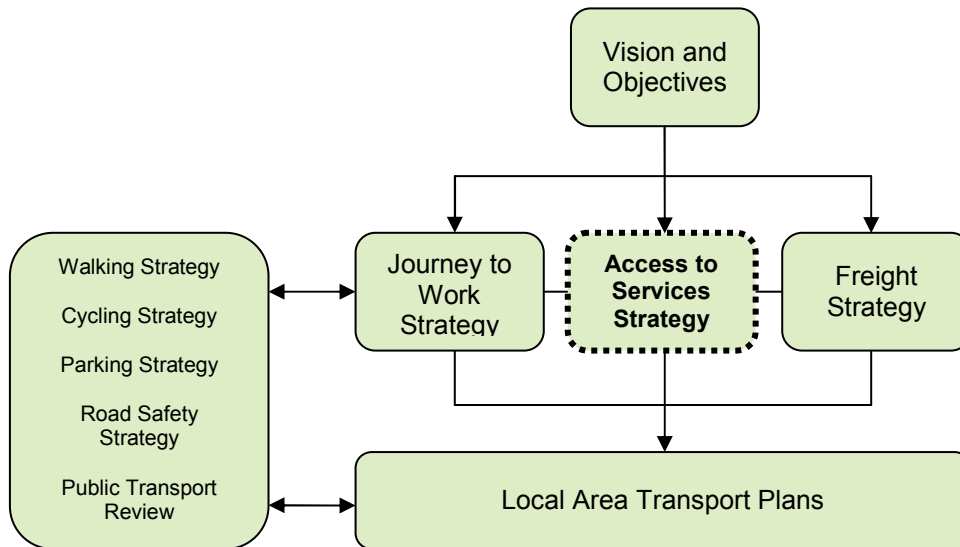 Vision and
Objectives
Journey to
Work
Strategy
Access to
Services
Strategy
Freight
Strategy
Walking Strategy
Cycling Strategy
Parking Strategy
Road Safety
Strategy
Public Transport
Review
Local Area Transport Plans